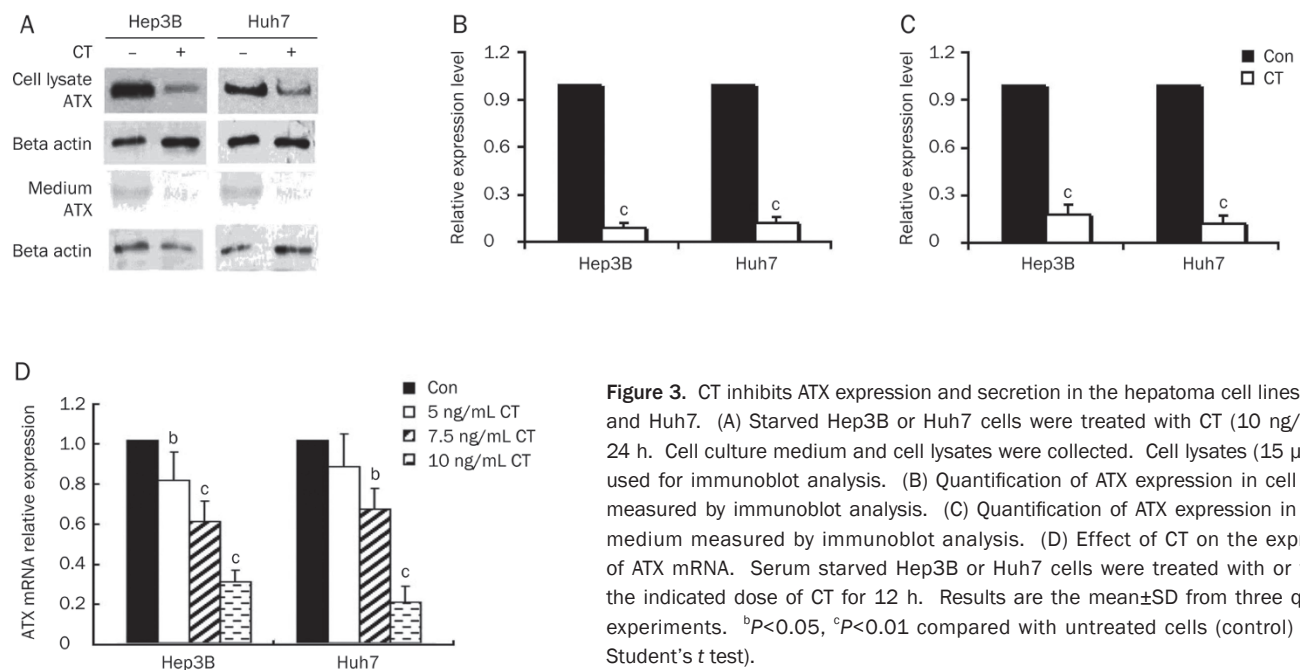 A
Hep3B Huh7
CT – + – +
Cell lysate
ATX
Beta actin
Medium
ATX
Beta actin
B
Relative expression level
1.2
0.9
0.6
0.3
0
c
c
Hep3B Huh7
C
Relative expression level
1.2
0.9
0.6
0.3
0
c
c
Hep3B Huh7
Con
CT
D
ATX mRNA relative expression
1.2
1.0
0.8
0.6
0.4
0.2
0
b
c
c
b
c
Hep3B Huh7
Con
5 ng/mL CT
7.5 ng/mL CT
10 ng/mL CT
Figure 3. CT inhibits ATX expression and secretion in the hepatoma cell lines
and Huh7. (A) Starved Hep3B or Huh7 cells were treated with CT (10 ng/
24 h. Cell culture medium and cell lysates were collected. Cell lysates (15 µ
used for immunoblot analysis. (B) Quantification of ATX expression in cell
measured by immunoblot analysis. (C) Quantification of ATX expression in
medium measured by immunoblot analysis. (D) Effect of CT on the expr
of ATX mRNA. Serum starved Hep3B or Huh7 cells were treated with or
the indicated dose of CT for 12 h. Results are the mean±SD from three q
experiments. bP<0.05, cP<0.01 compared with untreated cells (control)
Student's t test).